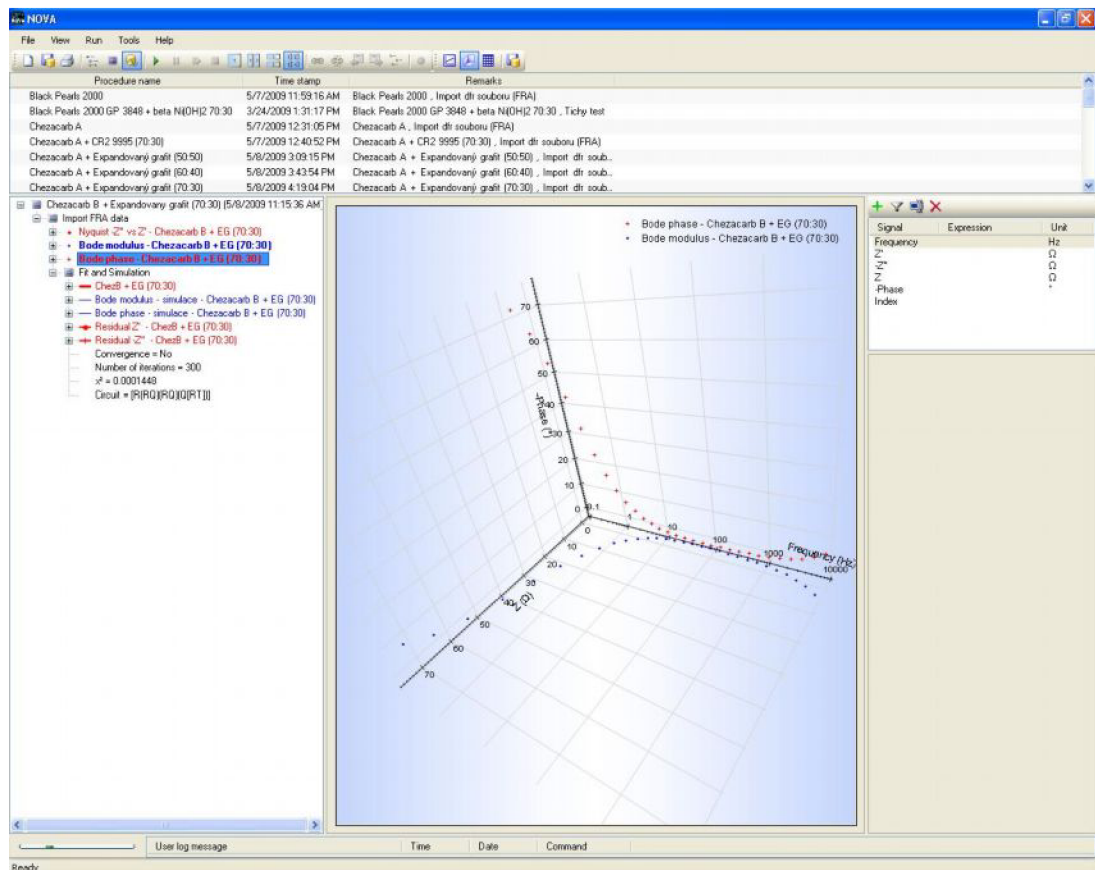 NOVA
File View Run Tools Help
Procedure name Time stamp Remarks
Black Pearls 2000 5/7/2009 11:59:16 AM Black Pearls 2000 , Import dfr souboru (FRA)
Black Pearls 2000 GP 3848 + beta Ni(OH)2 70:30 3/24/2009 1:31:17 PM Black Pearls 2000 GP 3848 + beta Ni(OH)2 70:30 , Tichy test
Chezacarb A 5/7/2009 12:31:05 PM Chezacarb A , Import dfr souboru (FRA)
Chezacarb A + CR2 9995 (70:30) 5/7/2009 12:40:52 PM Chezacarb A + CR2 9995 (70:30) , Import dfr souboru (FRA)
Chezacarb A + Expandovaný grafit (50:50) 5/8/2009 3:09:15 PM Chezacarb A + Expandovaný grafit (50:50) , Import dfr soub..
Chezacarb A + Expandovaný grafit (60:40) 5/8/2009 3:43:54 PM Chezacarb A + Expandovaný grafit (60:40) , Import dfr soub..
Chezacarb A + Expandovaný grafit (70:30) 5/8/2009 4:19:04 PM Chezacarb A + Expandovaný grafit (70:30) , Import dfr soub..
Chezacarb B + Expandovany grafit (70:30) (5/8/2009 11:15:36 AM)
Import FRA data
Nyquist -Z'' vs Z' - Chezacarb B + EG (70:30)
Bode modulus - Chezacarb B + EG (70:30)
Bode phase - Chezacarb B + EG (70:30)
Fit and Simulation
ChezB + EG (70:30)
Bode modulus - simulace - Chezacarb B + EG (70:30)
Bode phase - simulace - Chezacarb B + EG (70:30)
Residual Z' - ChezB + EG (70:30)
Residual -Z'' - ChezB + EG (70:30)
Convergence = No
Number of iterations = 300
x² = 0.0001448
Circuit = [R(RQ)(RQ)(Q[RT])]
Bode phase - Chezacarb B + EG (70:30)
Bode modulus - Chezacarb B + EG (70:30)
70
60
50
40
30
20
10
0
-Phase (°)
0.1 1 10 100 1000 10000
Frequency (Hz)
0
10
20
30
40
50
60
70
Z (Ω)
Signal Expression Unit
Frequency Hz
Z' Ω
-Z'' Ω
Z Ω
-Phase °
Index
User log message Time Date Command
Ready